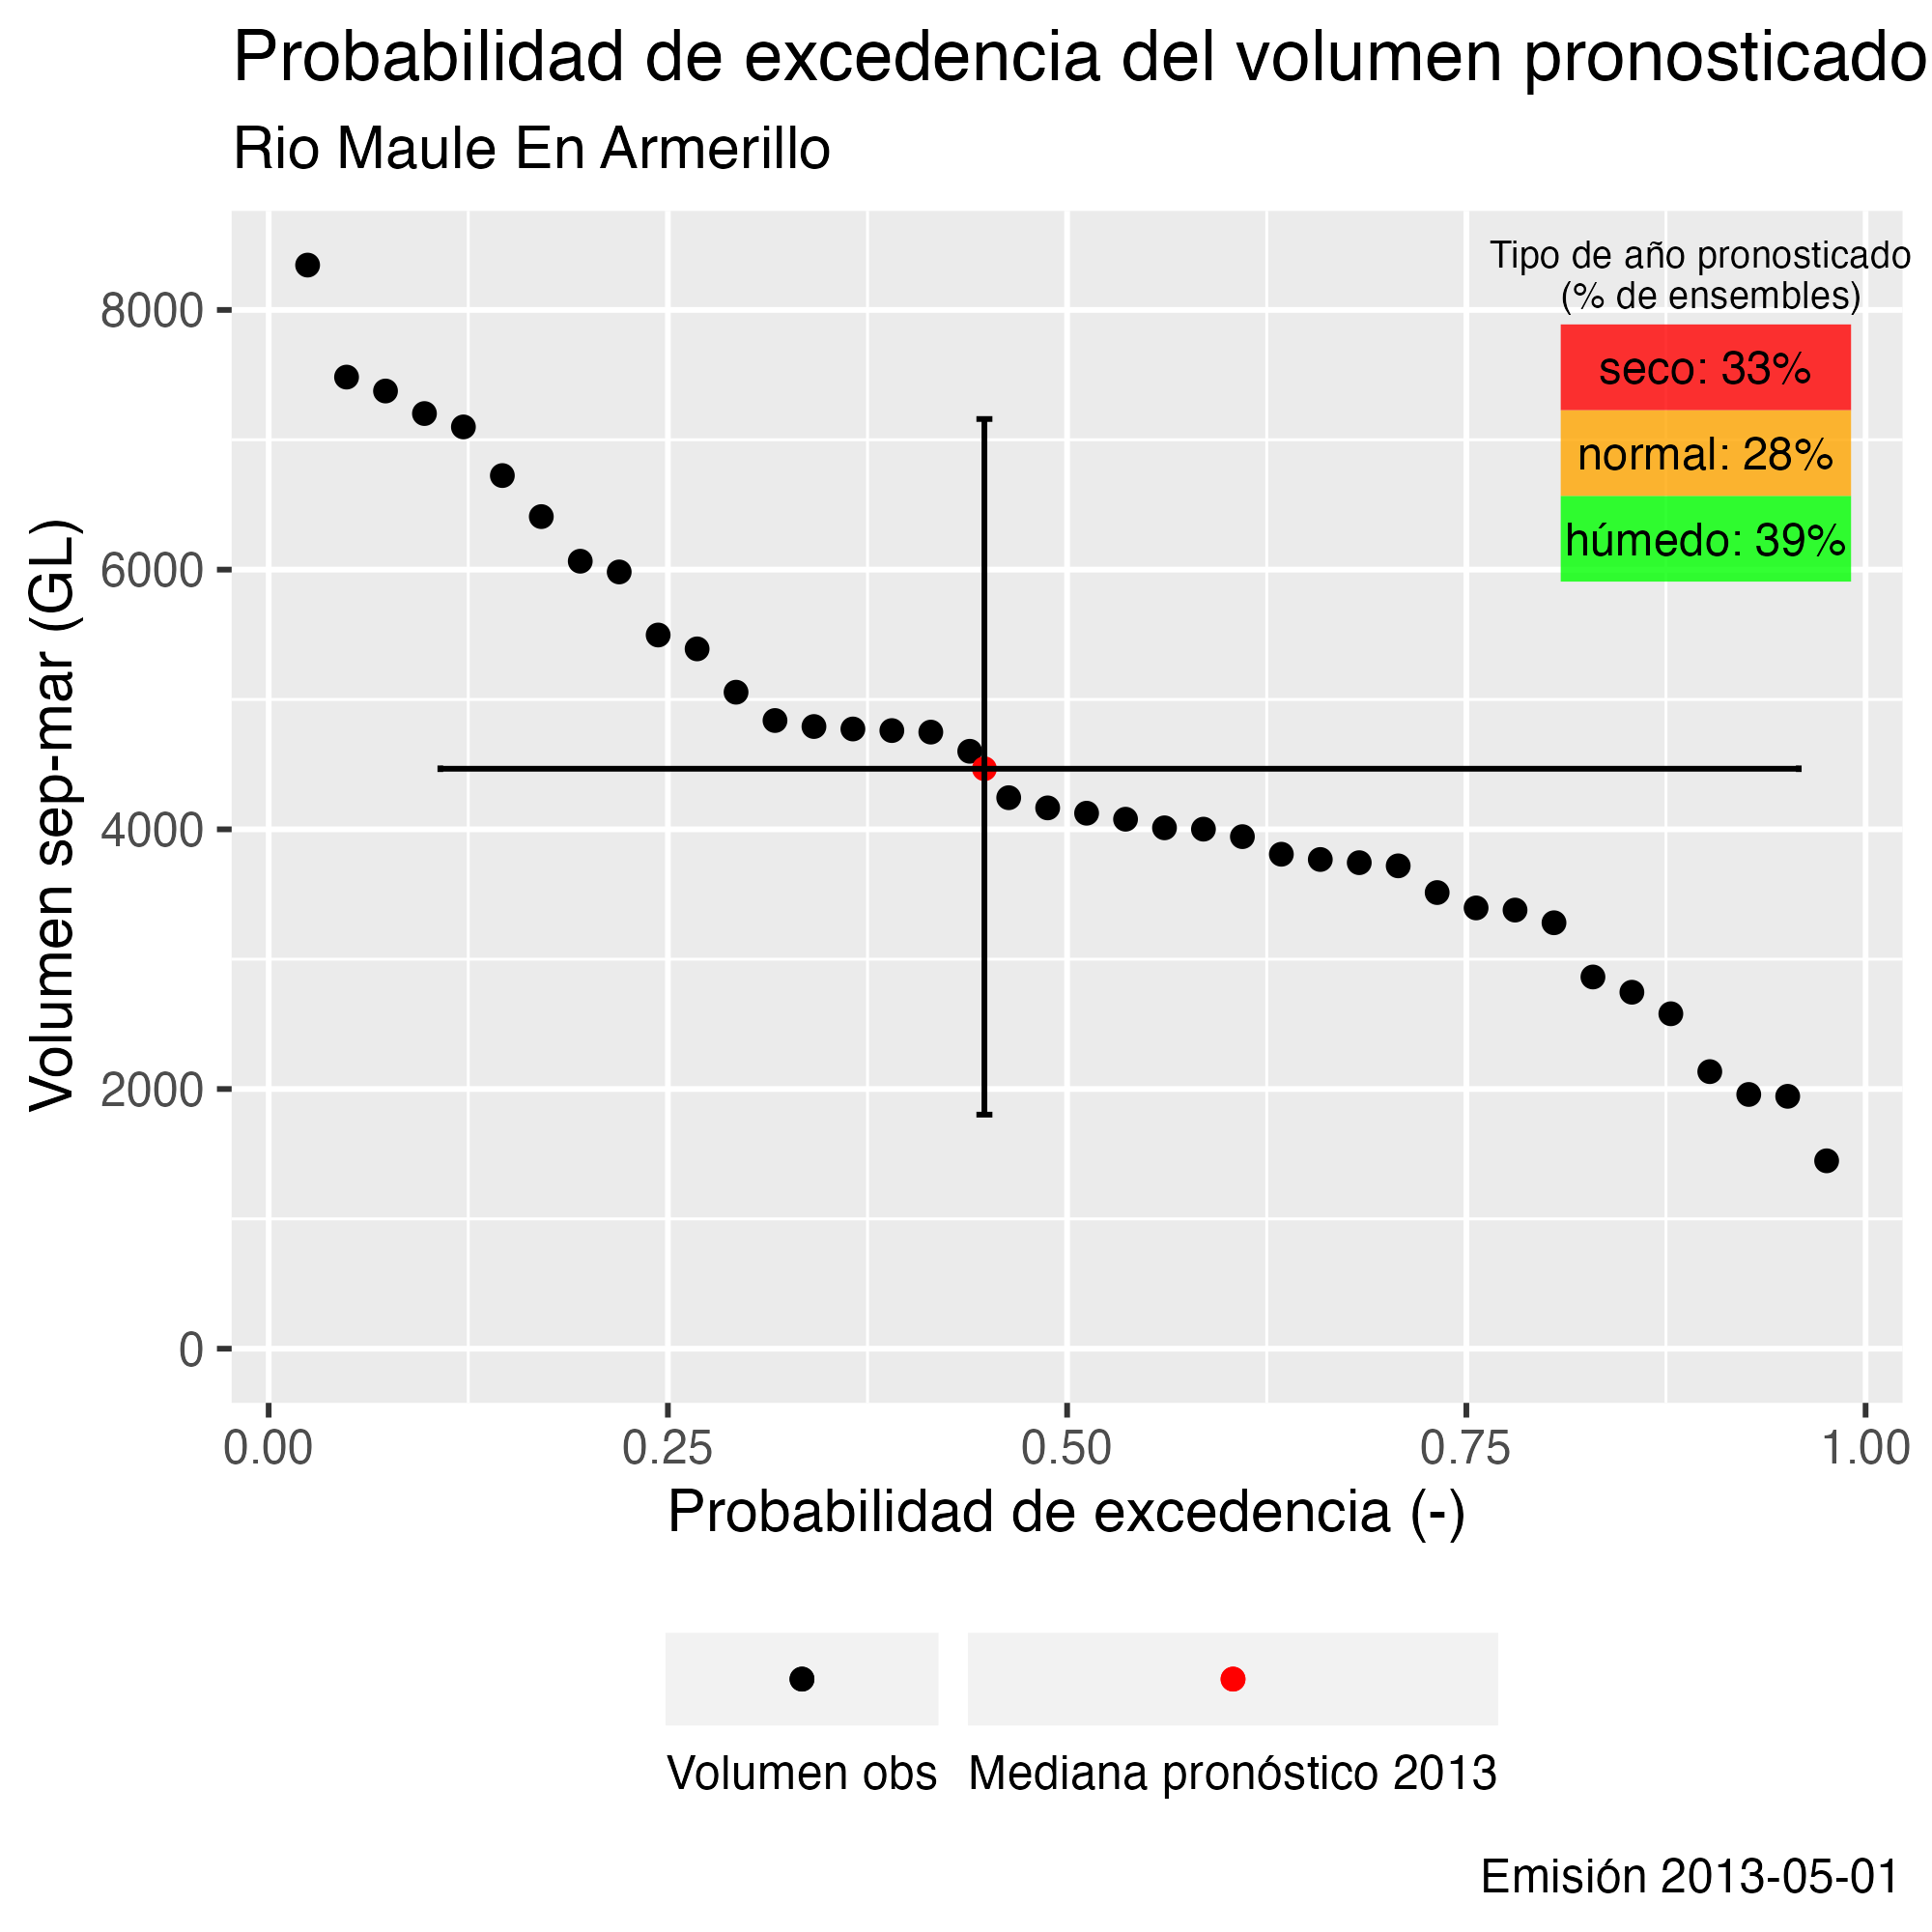 Probabilidad de excedencia del volumen pronosticado
Rio Maule En Armerillo
Tipo de año pronosticado
(% de ensembles)
seco: 33%
normal: 28%
húmedo: 39%
Volumen sep-mar (GL)
8000
6000
4000
2000
0
0.00 0.25 0.50 0.75 1.00
Probabilidad de excedencia (-)
Volumen obs Mediana pronóstico 2013
Emisión 2013-05-01